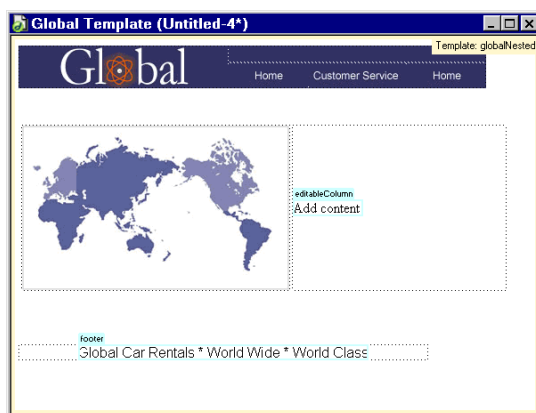 Global Template (Untitled-4*)
Template: globalNested
Global
Home Customer Service Home
editableColumn
Add content
footer
Global Car Rentals * World Wide * World Class